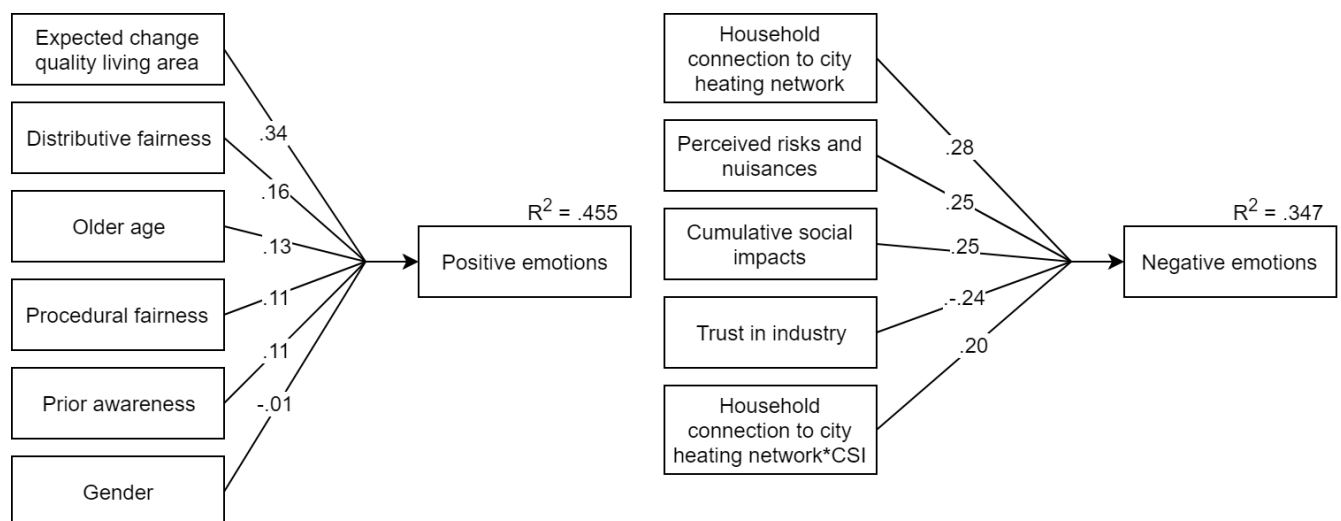 Expected change
quality living area
Distributive fairness
Older age
Procedural fairness
Prior awareness
Gender
.34
.16
.13
.11
.11
-.01
R² = .455
Positive emotions
Household
connection to city
heating network
Perceived risks and
nuisances
Cumulative social
impacts
Trust in industry
Household
connection to city
heating network*CSI
.28
.25
.25
.-.24
.20
R² = .347
Negative emotions